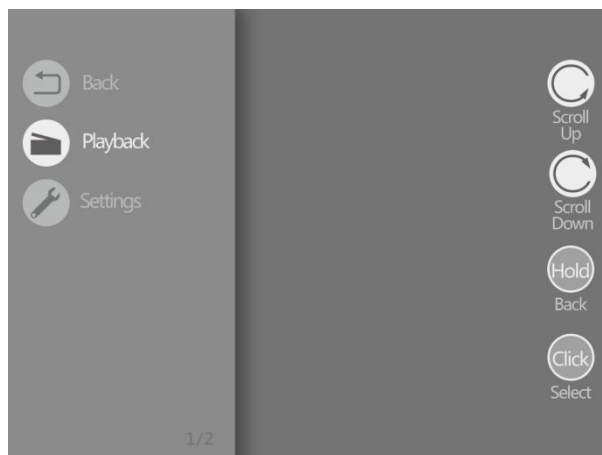 Back
Playback
Settings
1/2
Scroll
Up
Scroll
Down
Hold
Back
Click
Select